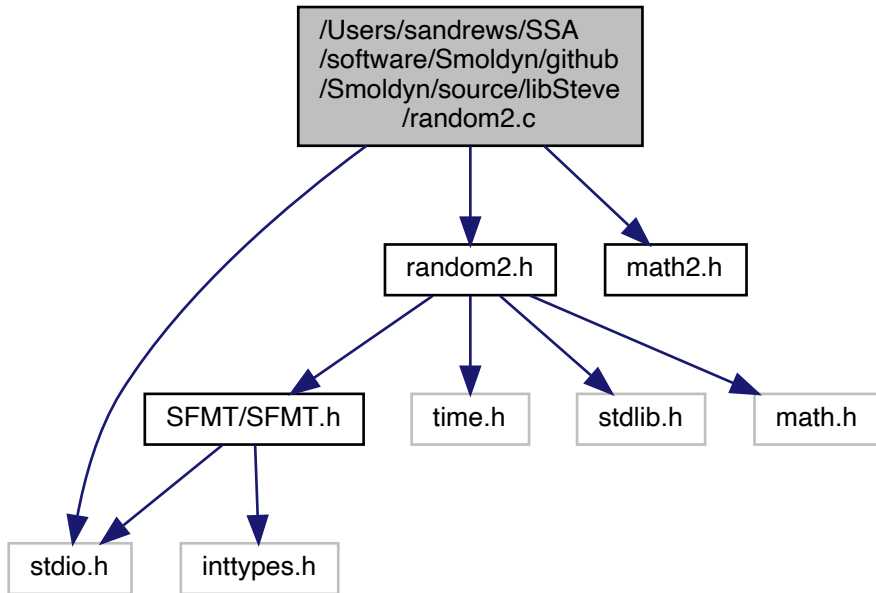 /Users/sandrews/SSA
/software/Smoldyn/github
/Smoldyn/source/libSteve
/random2.c
random2.h
math2.h
SFMT/SFMT.h
time.h
stdlib.h
math.h
stdio.h
inttypes.h